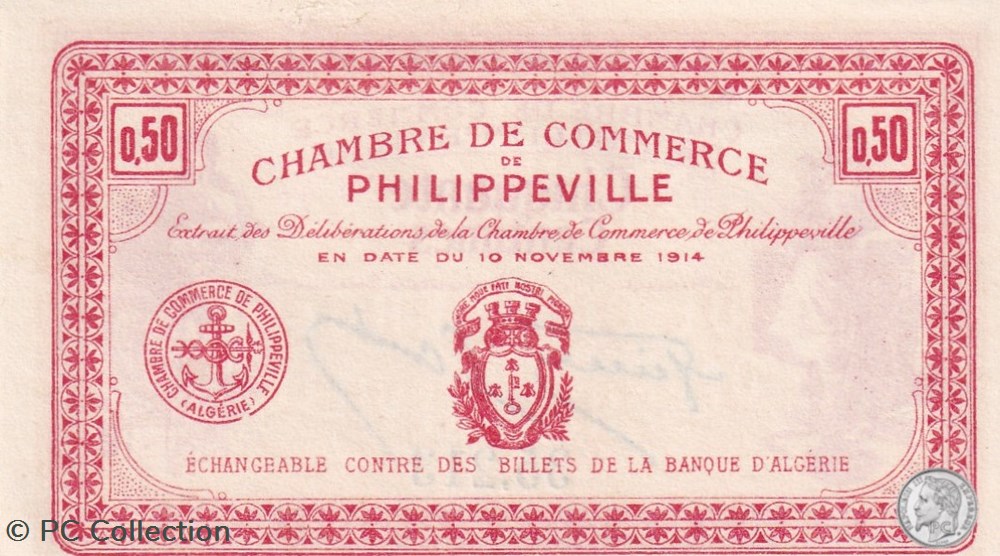 0,50
0,50
CHAMBRE DE COMMERCE
DE
PHILIPPEVILLE
Extrait des Délibérations de la Chambre de Commerce de Philippeville
EN DATE DU 10 NOVEMBRE 1914
CHAMBRE DE COMMERCE DE PHILIPPEVILLE
(ALGÉRIE)
ÉCHANGEABLE CONTRE DES BILLETS DE LA BANQUE D'ALGÉRIE
© PC Collection
PC